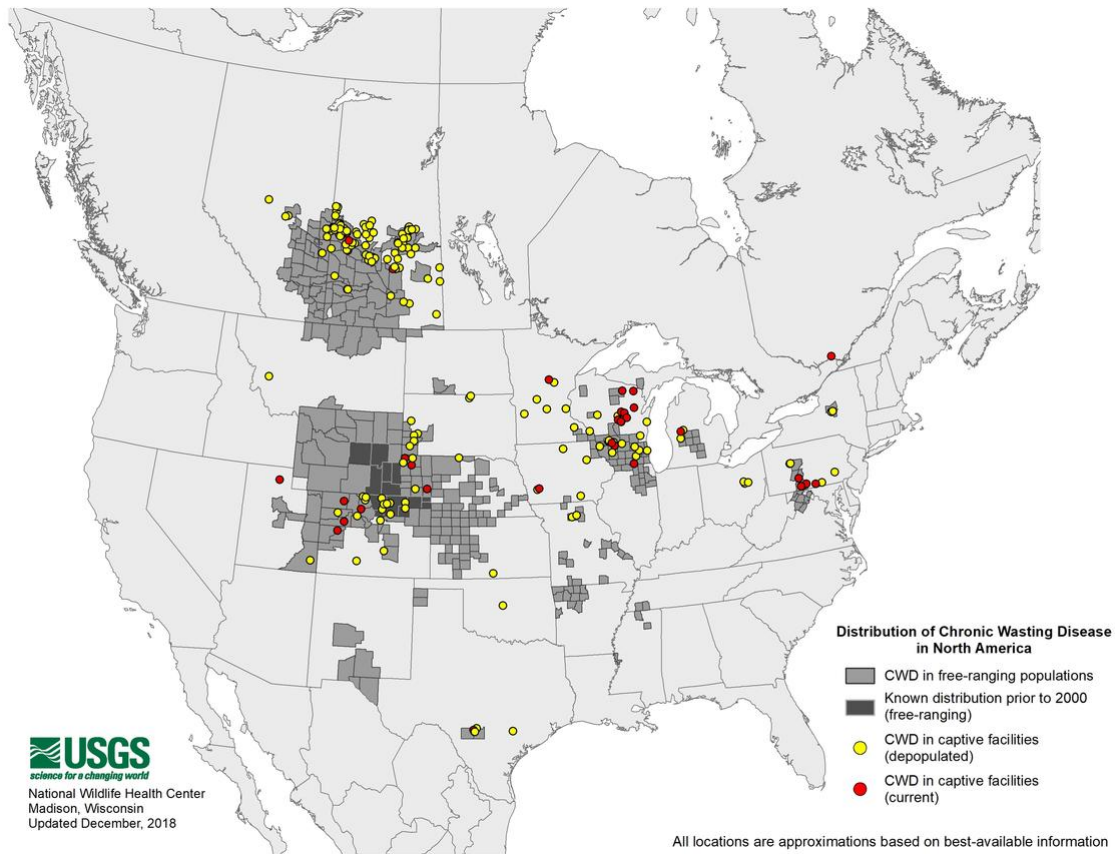 Distribution of Chronic Wasting Disease
in North America
CWD in free-ranging populations
Known distribution prior to 2000
(free-ranging)
CWD in captive facilities
(depopulated)
CWD in captive facilities
(current)
USGS
science for a changing world
National Wildlife Health Center
Madison, Wisconsin
Updated December, 2018
All locations are approximations based on best-available information